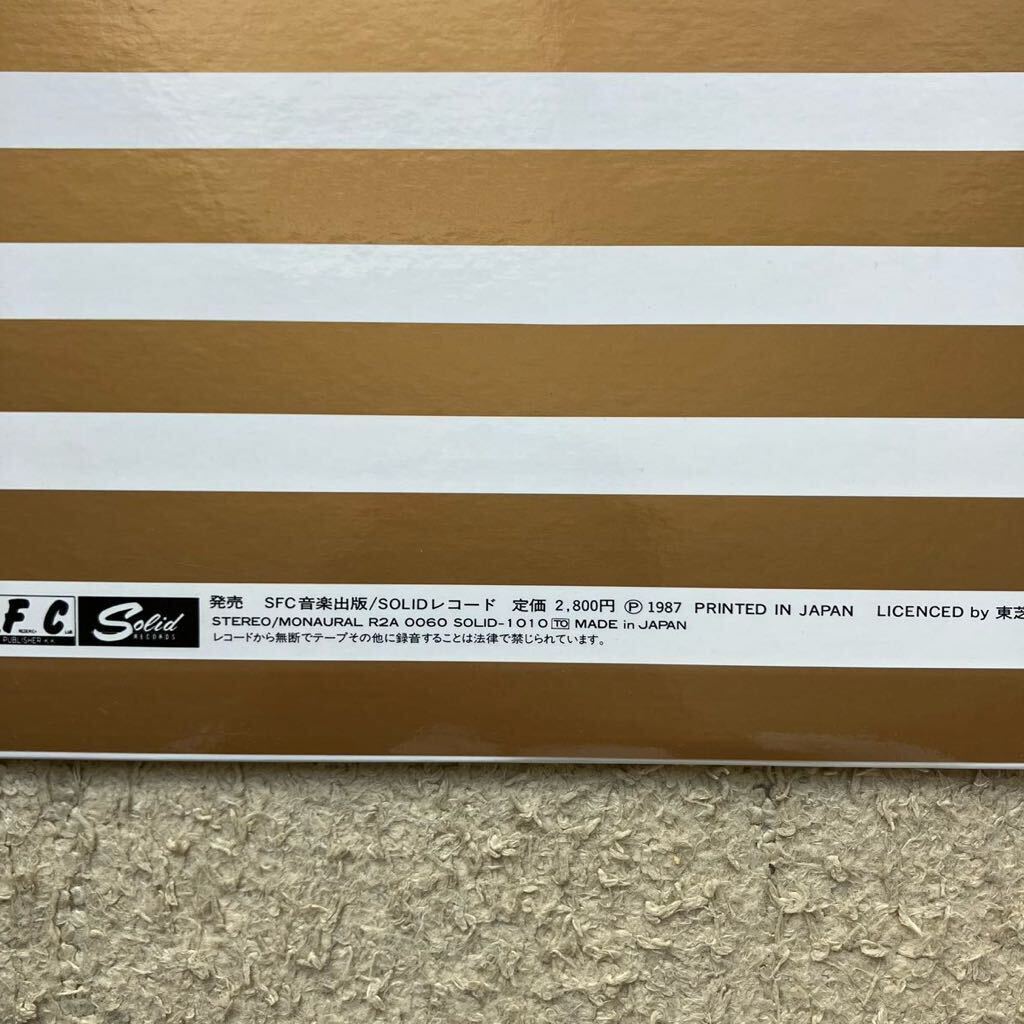 F.C.
PUBLISHER K.K.
Solid
RECORDS
発売 SFC音楽出版/SOLIDレコード 定価 2,800円 Ⓟ 1987 PRINTED IN JAPAN LICENCED by 東芝
STEREO/MONAURAL R2A 0060 SOLID-1010 TO MADE in JAPAN
レコードから無断でテープその他に録音することは法律で禁じられています。